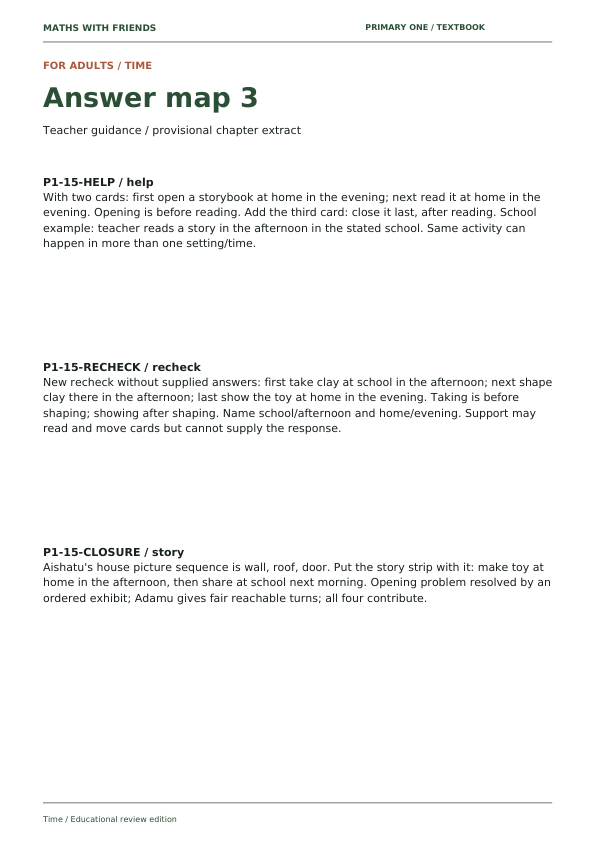 MATHS WITH FRIENDS
PRIMARY ONE / TEXTBOOK
FOR ADULTS / TIME
Answer map 3
Teacher guidance / provisional chapter extract
P1-15-HELP / help
With two cards: first open a storybook at home in the evening; next read it at home in the
evening. Opening is before reading. Add the third card: close it last, after reading. School
example: teacher reads a story in the afternoon in the stated school. Same activity can
happen in more than one setting/time.
P1-15-RECHECK / recheck
New recheck without supplied answers: first take clay at school in the afternoon; next shape
clay there in the afternoon; last show the toy at home in the evening. Taking is before
shaping; showing after shaping. Name school/afternoon and home/evening. Support may
read and move cards but cannot supply the response.
P1-15-CLOSURE / story
Aishatu's house picture sequence is wall, roof, door. Put the story strip with it: make toy at
home in the afternoon, then share at school next morning. Opening problem resolved by an
ordered exhibit; Adamu gives fair reachable turns; all four contribute.
Time / Educational review edition